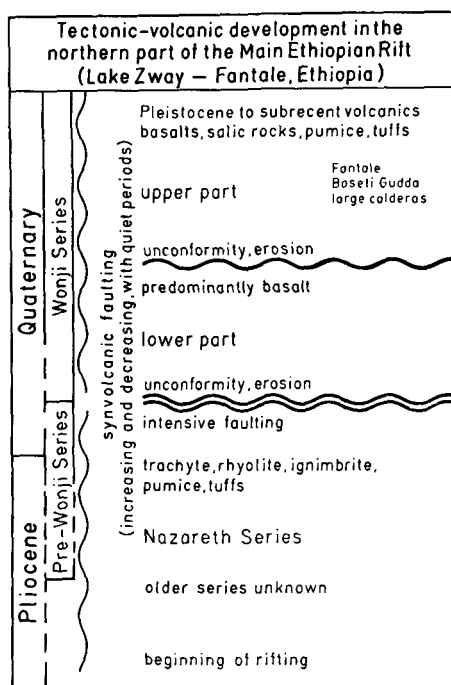 Tectonic-volcanic development in the
northern part of the Main Ethiopian Rift
(Lake Zway – Fantale, Ethiopia)
Quaternary
Pliocene
Wonji Series
Pre-Wonji Series
synvolcanic faulting
(increasing and decreasing, with quiet periods)
Pleistocene to subrecent volcanics
basalts, salic rocks, pumice, tuffs
upper part
Fantale
Boseti Gudda
large calderas
unconformity, erosion
predominantly basalt
lower part
unconformity, erosion
intensive faulting
trachyte, rhyolite, ignimbrite,
pumice, tuffs
Nazareth Series
older series unknown
beginning of rifting